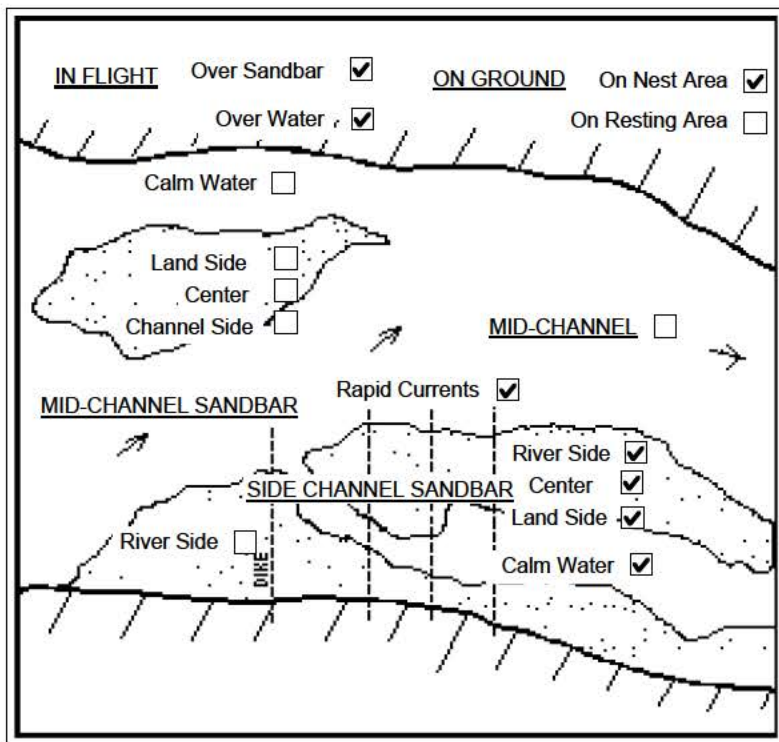 IN FLIGHT Over Sandbar ☑ ON GROUND On Nest Area ☑
Over Water ☑ On Resting Area ☐
Calm Water ☐
Land Side ☐
Center ☐
Channel Side ☐
MID-CHANNEL ☐
Rapid Currents ☑
MID-CHANNEL SANDBAR
River Side ☑
SIDE CHANNEL SANDBAR Center ☑
Land Side ☑
River Side ☐
DIKE
Calm Water ☑